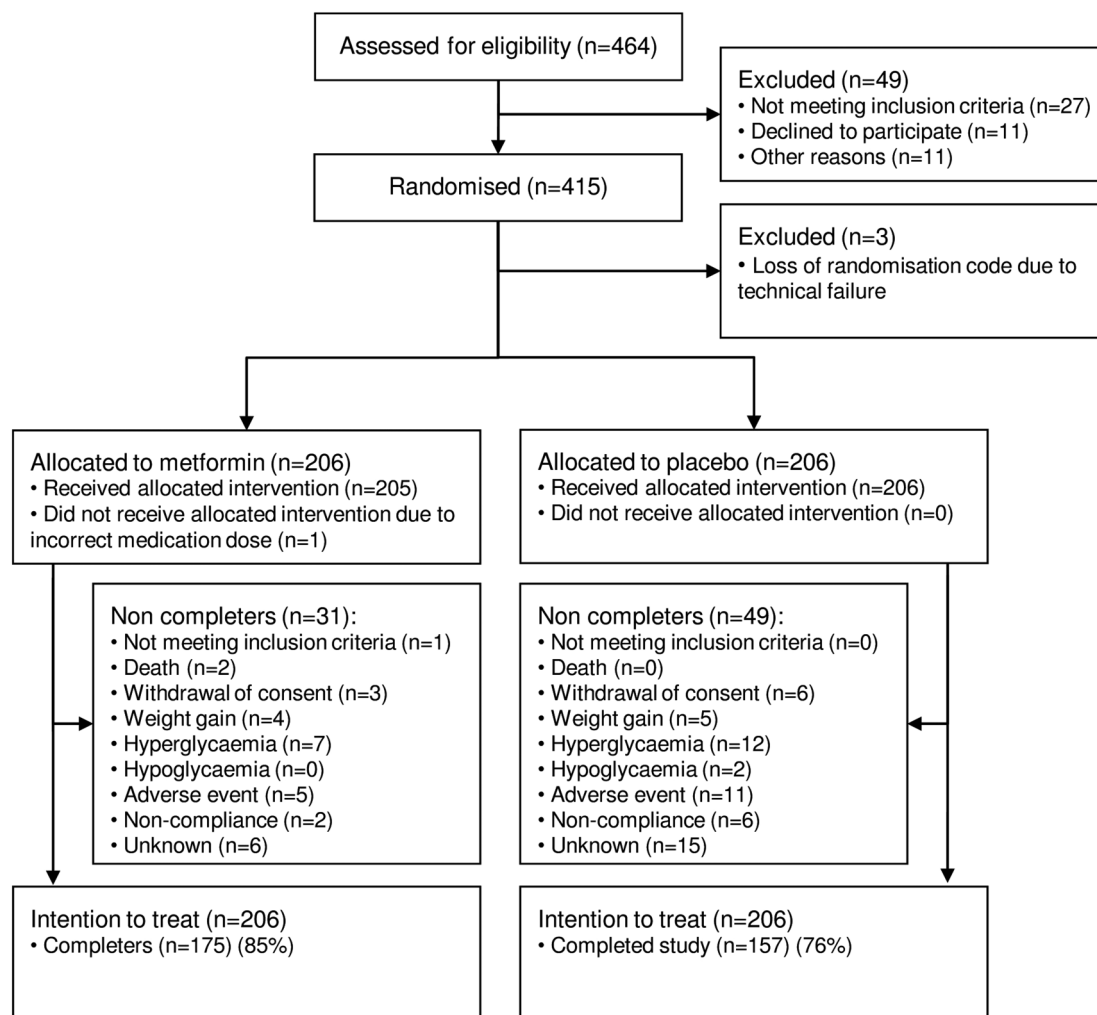 Assessed for eligibility (n=464)
Excluded (n=49)
• Not meeting inclusion criteria (n=27)
• Declined to participate (n=11)
• Other reasons (n=11)
Randomised (n=415)
Excluded (n=3)
• Loss of randomisation code due to
technical failure
Allocated to metformin (n=206)
• Received allocated intervention (n=205)
• Did not receive allocated intervention due to
incorrect medication dose (n=1)
Allocated to placebo (n=206)
• Received allocated intervention (n=206)
• Did not receive allocated intervention (n=0)
Non completers (n=31):
• Not meeting inclusion criteria (n=1)
• Death (n=2)
• Withdrawal of consent (n=3)
• Weight gain (n=4)
• Hyperglycaemia (n=7)
• Hypoglycaemia (n=0)
• Adverse event (n=5)
• Non-compliance (n=2)
• Unknown (n=6)
Non completers (n=49):
• Not meeting inclusion criteria (n=0)
• Death (n=0)
• Withdrawal of consent (n=6)
• Weight gain (n=5)
• Hyperglycaemia (n=12)
• Hypoglycaemia (n=2)
• Adverse event (n=11)
• Non-compliance (n=6)
• Unknown (n=15)
Intention to treat (n=206)
• Completers (n=175) (85%)
Intention to treat (n=206)
• Completed study (n=157) (76%)